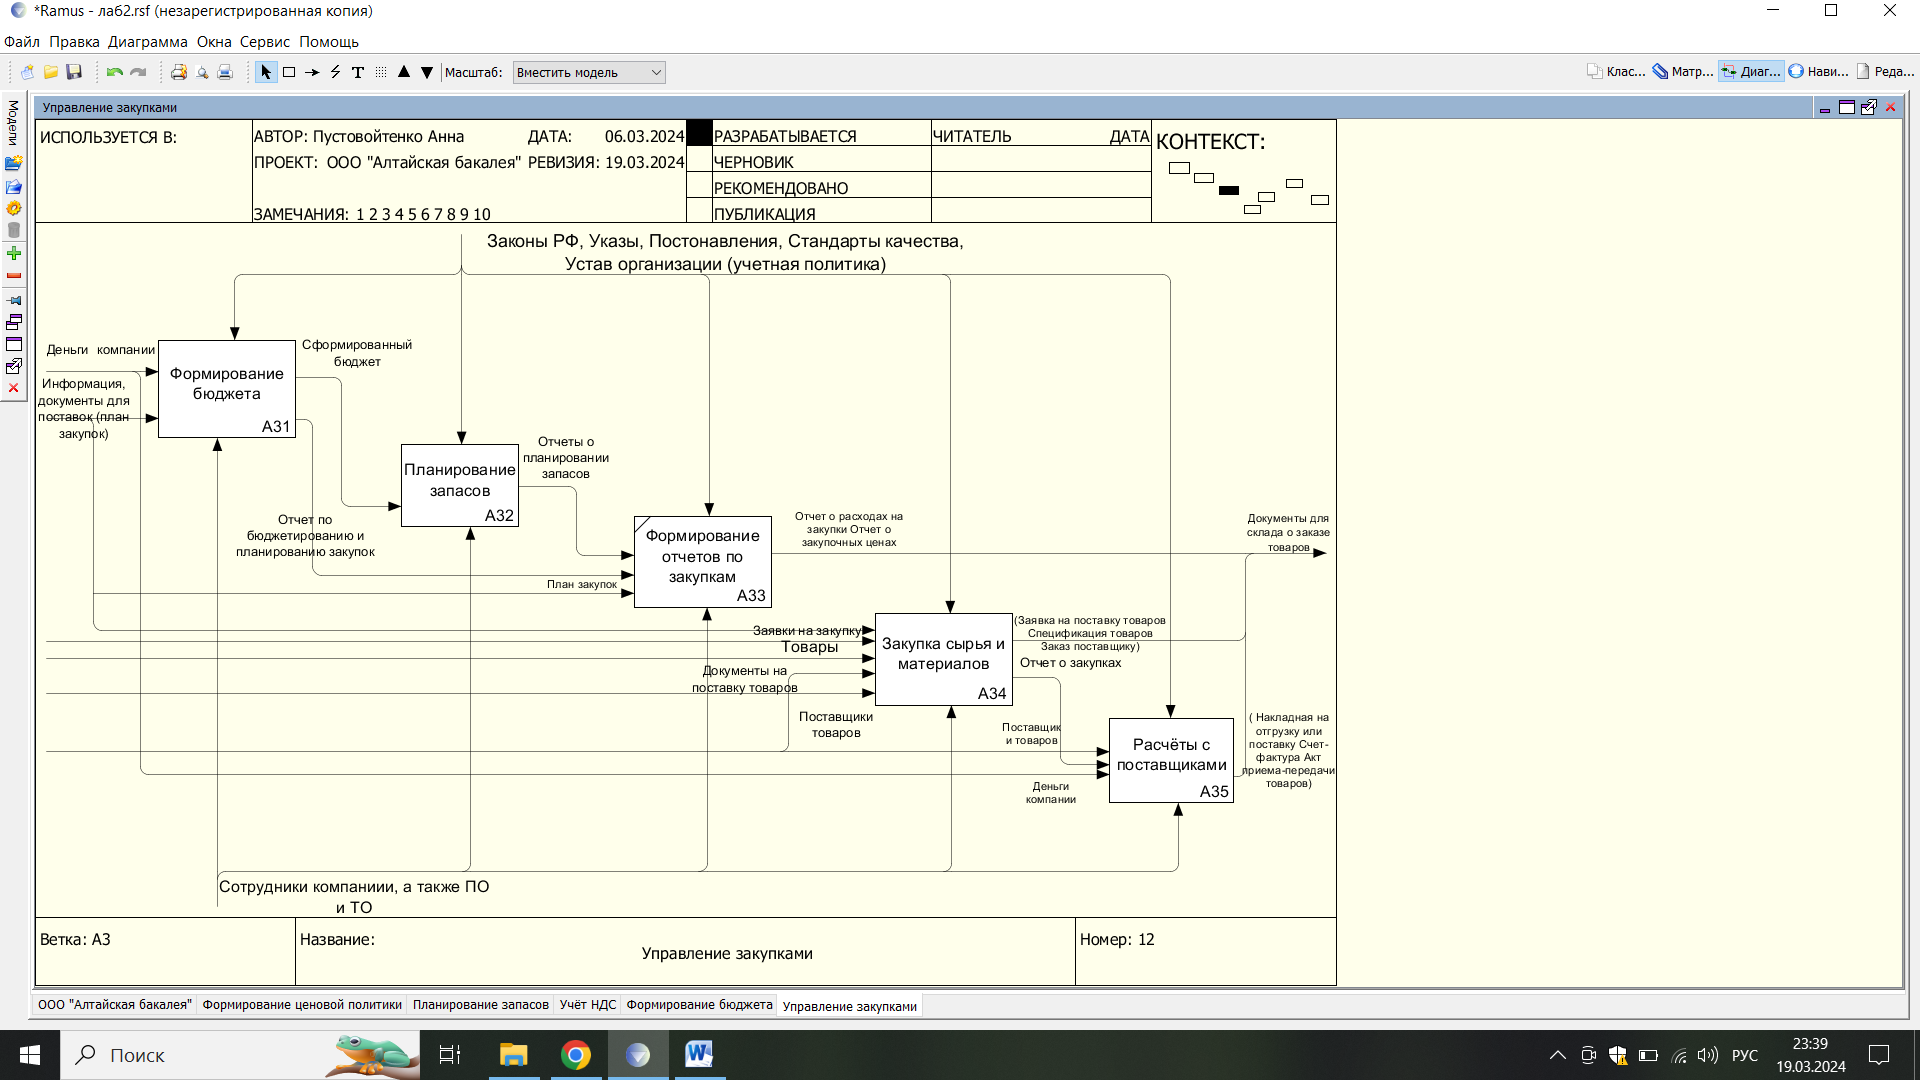 *Ramus - лаб2.rsf (незарегистрированная копия)
Файл Правка Диаграмма Окна Сервис Помощь
Масштаб: Вместить модель
Клас... Матр... Диаг... Нави... Реда...
Модели
Управление закупками
ИСПОЛЬЗУЕТСЯ В:
АВТОР: Пустовойтенко Анна ДАТА: 06.03.2024
ПРОЕКТ: ООО "Алтайская бакалея" РЕВИЗИЯ: 19.03.2024
ЗАМЕЧАНИЯ: 1 2 3 4 5 6 7 8 9 10
РАЗРАБАТЫВАЕТСЯ
ЧЕРНОВИК
РЕКОМЕНДОВАНО
ПУБЛИКАЦИЯ
ЧИТАТЕЛЬ ДАТА
КОНТЕКСТ:
Законы РФ, Указы, Постонавления, Стандарты качества,
Устав организации (учетная политика)
Деньги компании
Информация,
документы для
поставок (план
закупок)
Формирование
бюджета
A31
Сформированный
бюджет
Отчет по
бюджетированию и
планированию закупок
Планирование
запасов
A32
Отчеты о
планировании
запасов
План закупок
Формирование
отчетов по
закупкам
A33
Отчет о расходах на
закупки Отчет о
закупочных ценах
Документы для
склада о заказе
товаров
Заявки на закупку
Товары
Документы на
поставку товаров
Поставщики
товаров
Закупка сырья и
материалов
A34
(Заявка на поставку товаров
Спецификация товаров
Заказ поставщику)
Отчет о закупках
Поставщик
и товаров
Деньги
компании
Расчёты с
поставщиками
A35
( Накладная на
отгрузку или
поставку Счет-
фактура Акт
приема-передачи
товаров)
Сотрудники компаниии, а также ПО
и ТО
Ветка: A3
Название:
Управление закупками
Номер: 12
ООО "Алтайская бакалея" Формирование ценовой политики Планирование запасов Учёт НДС Формирование бюджета Управление закупками
Поиск
РУС
23:39
19.03.2024